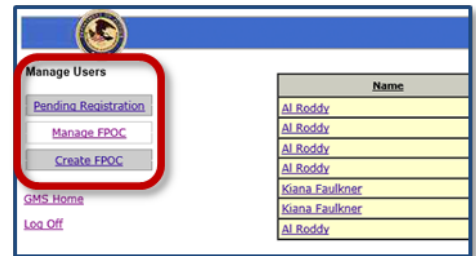 Manage Users
Pending Registration
Manage FPOC
Create FPOC
GMS Home
Log Off
Name
Al Roddy
Al Roddy
Al Roddy
Al Roddy
Kiana Faulkner
Kiana Faulkner
Al Roddy